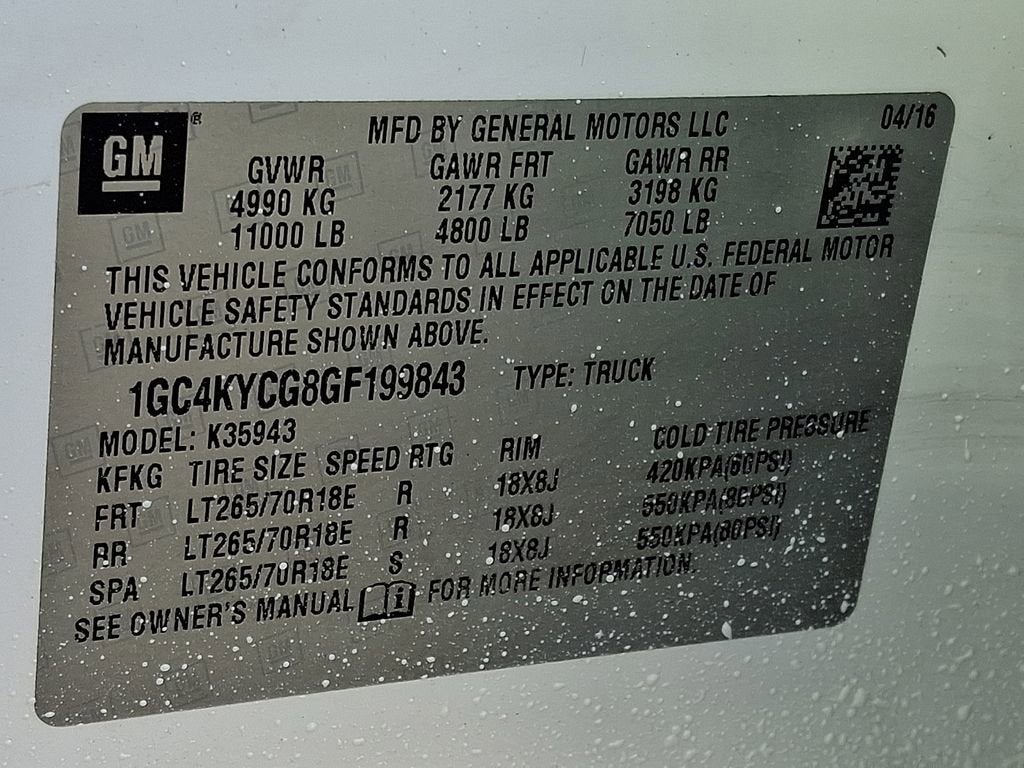 GM ®
MFD BY GENERAL MOTORS LLC 04/16
GVWR GAWR FRT GAWR RR
4990 KG 2177 KG 3198 KG
11000 LB 4800 LB 7050 LB
THIS VEHICLE CONFORMS TO ALL APPLICABLE U.S. FEDERAL MOTOR
VEHICLE SAFETY STANDARDS IN EFFECT ON THE DATE OF
MANUFACTURE SHOWN ABOVE.
1GC4KYCG8GF199843 TYPE: TRUCK
MODEL: K35943
KFKG TIRE SIZE SPEED RTG RIM COLD TIRE PRESSURE
FRT LT265/70R18E R 18X8J 420KPA(60PSI)
RR LT265/70R18E R 18X8J 550KPA(80PSI)
SPA LT265/70R18E S 18X8J 550KPA(80PSI)
SEE OWNER'S MANUAL i FOR MORE INFORMATION.